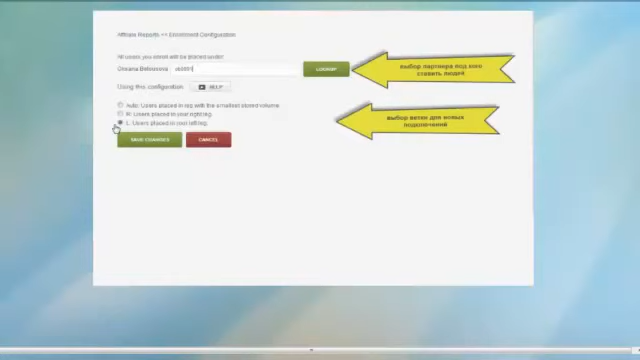 Affiliate Reports << Enrollment Configuration
All users you enroll will be placed under:
LOOKUP
выбор партнера под кого
ставить людей
Using this configuration: HELP
Auto: Users placed in leg with the smallest stored volume.
R: Users placed in your right leg.
L: Users placed in your left leg.
выбор ветки для новых
подключений
SAVE CHANGES CANCEL